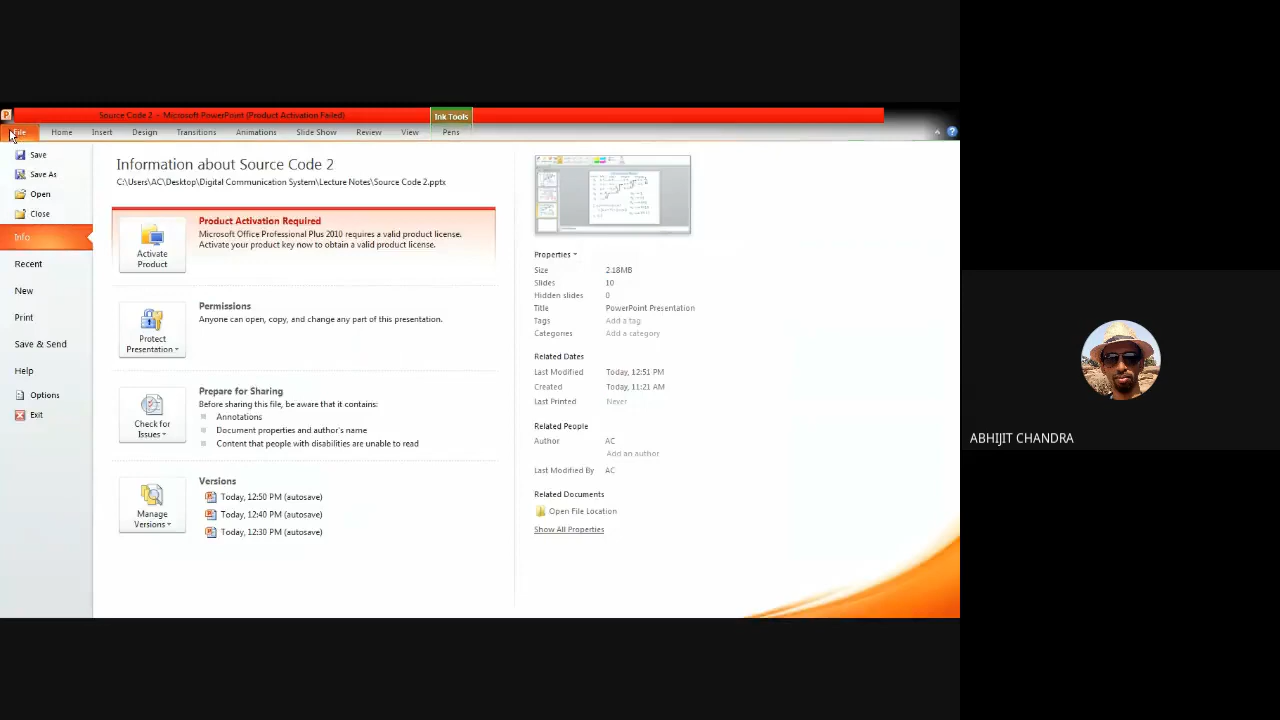 Source Code 2 - Microsoft PowerPoint (Product Activation Failed)
Ink Tools
File Home Insert Design Transitions Animations Slide Show Review View Pens
Save
Save As
Open
Close
Info
Recent
New
Print
Save & Send
Help
Options
Exit
Information about Source Code 2
C:\Users\AC\Desktop\Digital Communication System\Lecture Notes\Source Code 2.pptx
Activate
Product
Product Activation Required
Microsoft Office Professional Plus 2010 requires a valid product license.
Activate your product key now to obtain a valid product license.
Protect
Presentation
Permissions
Anyone can open, copy, and change any part of this presentation.
Check for
Issues
Prepare for Sharing
Before sharing this file, be aware that it contains:
Annotations
Document properties and author's name
Content that people with disabilities are unable to read
Manage
Versions
Versions
Today, 12:50 PM (autosave)
Today, 12:40 PM (autosave)
Today, 12:30 PM (autosave)
Properties
Size 2.18MB
Slides 10
Hidden slides 0
Title PowerPoint Presentation
Tags Add a tag
Categories Add a category
Related Dates
Last Modified Today, 12:51 PM
Created Today, 11:21 AM
Last Printed Never
Related People
Author AC
Add an author
Last Modified By AC
Related Documents
Open File Location
Show All Properties
ABHIJIT CHANDRA